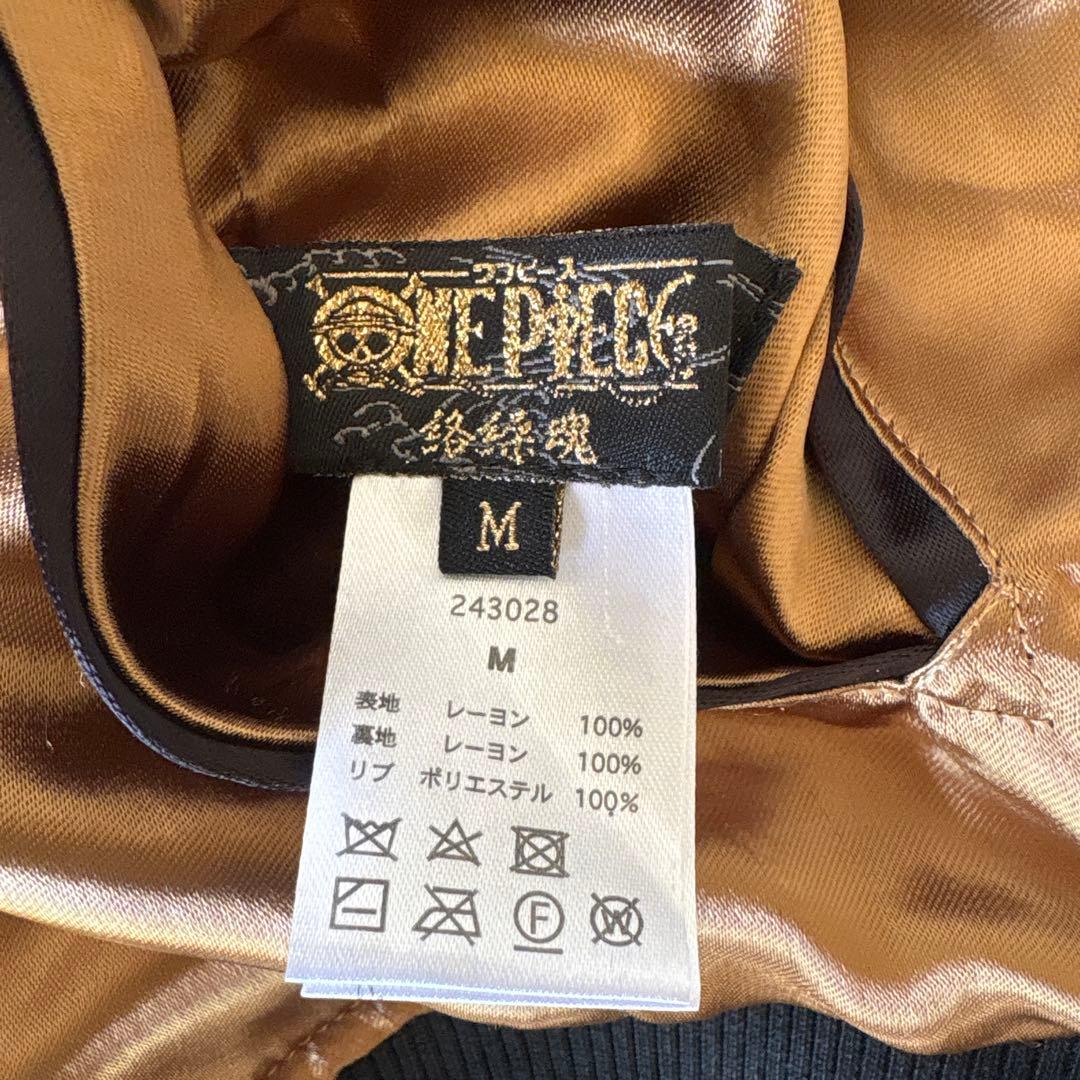 ワンピース
ONE PIECE
絡繰魂
M
243028
M
表地 レーヨン 100%
裏地 レーヨン 100%
リブ ポリエステル 100%
F
W